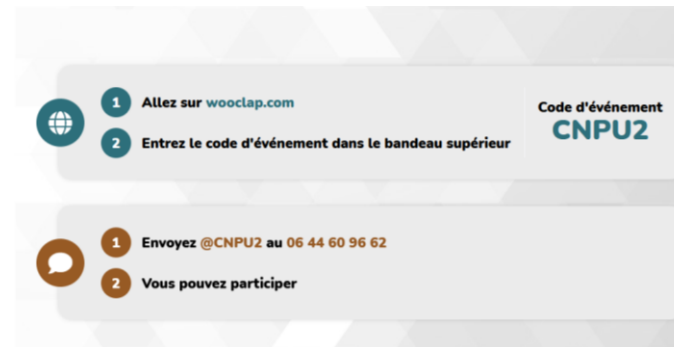 1 Allez sur wooclap.com
2 Entrez le code d'événement dans le bandeau supérieur
Code d'événement
CNPU2
1 Envoyez @CNPU2 au 06 44 60 96 62
2 Vous pouvez participer